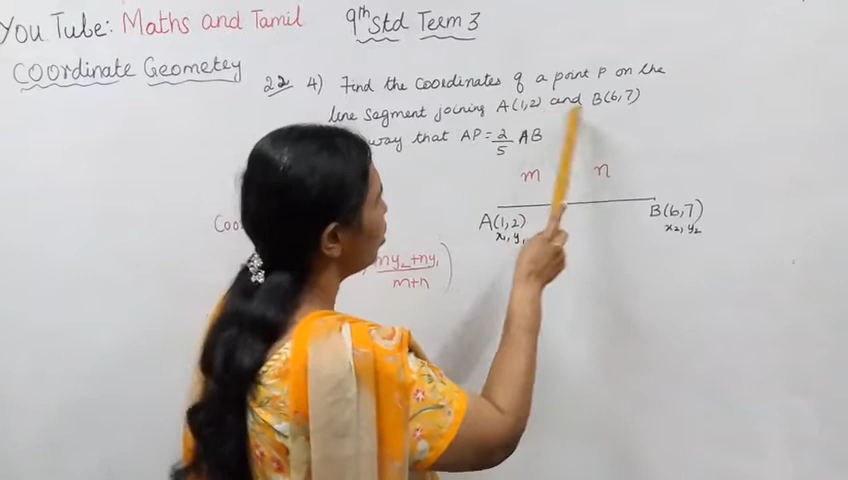 You Tube: Maths and Tamil
9th Std Term 3
Coordinate Geometry
22 4) Find the Coordinates of a point P on the
line Segment joining A(1,2) and B(6,7)
way that AP = 2/5 AB
m n
A(1,2) B(6,7)
x1, y1 x2, y2
my2 + ny1
m+n